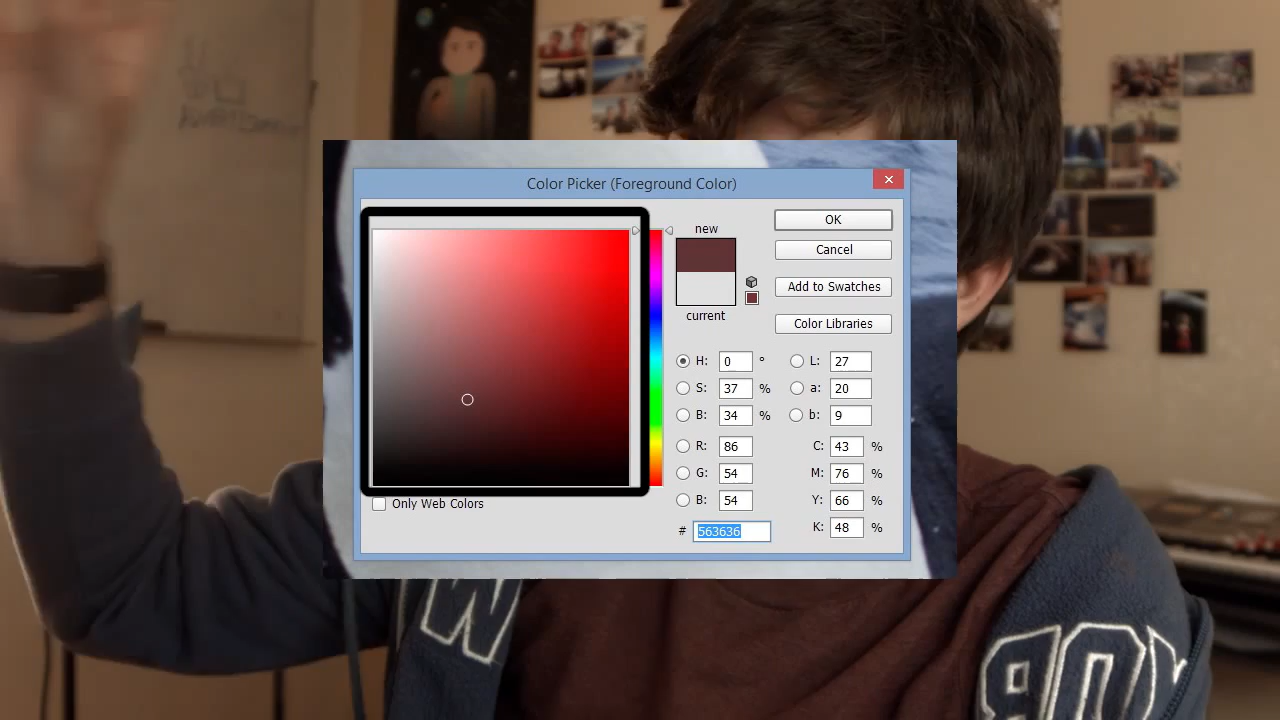 Color Picker (Foreground Color)
new
current
OK
Cancel
Add to Swatches
Color Libraries
H: 0 °
S: 37 %
B: 34 %
R: 86
G: 54
B: 54
# 563636
L: 27
a: 20
b: 9
C: 43 %
M: 76 %
Y: 66 %
K: 48 %
Only Web Colors
W